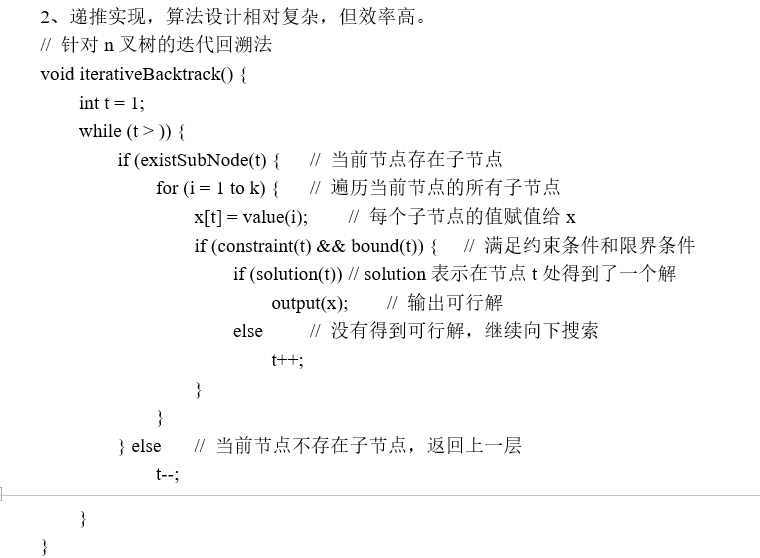 2、递推实现，算法设计相对复杂，但效率高。
// 针对 n 叉树的迭代回溯法
void iterativeBacktrack() {
int t = 1;
while (t > )) {
if (existSubNode(t) { // 当前节点存在子节点
for (i = 1 to k) { // 遍历当前节点的所有子节点
x[t] = value(i); // 每个子节点的值赋值给 x
if (constraint(t) && bound(t)) { // 满足约束条件和限界条件
if (solution(t)) // solution 表示在节点 t 处得到了一个解
output(x); // 输出可行解
else // 没有得到可行解，继续向下搜索
t++;
}
}
} else // 当前节点不存在子节点，返回上一层
t--;
}
}